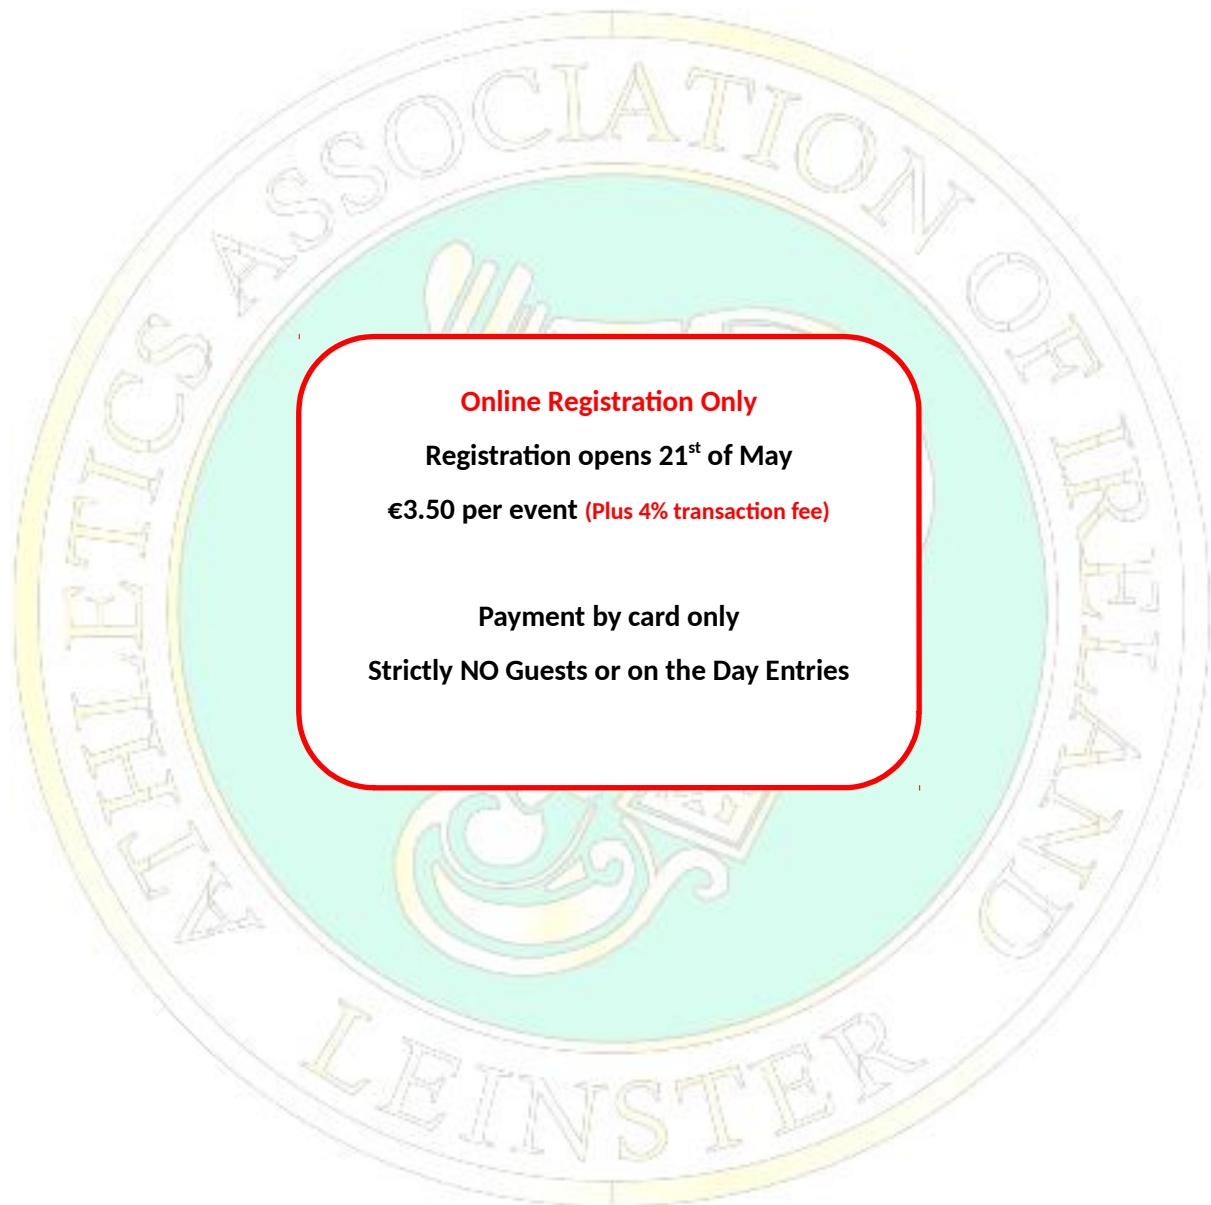 ATHLETICS ASSOCIATION OF IRELAND
Online Registration Only
Registration opens 21st of May
€3.50 per event (Plus 4% transaction fee)
Payment by card only
Strictly NO Guests or on the Day Entries
LEINSTER